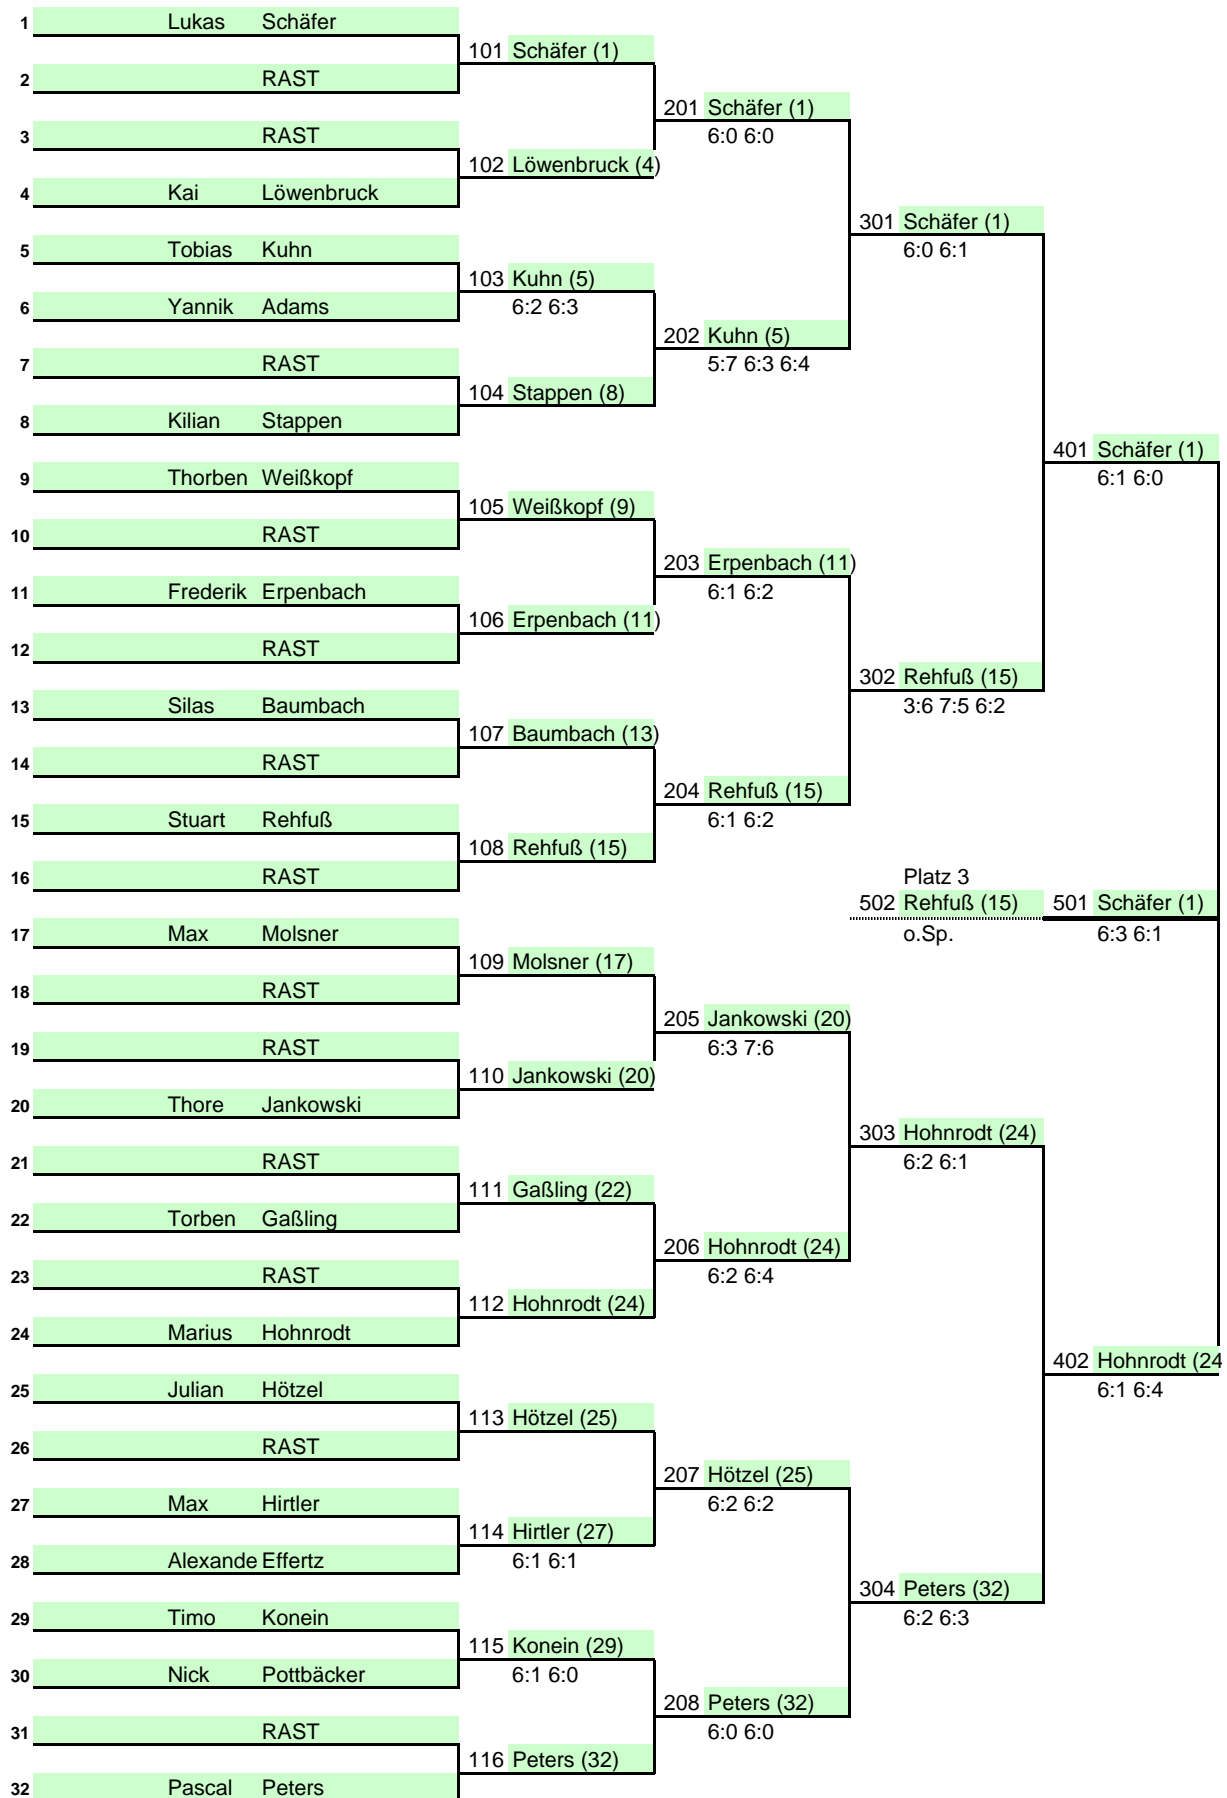 1 Lukas Schäfer
101 Schäfer (1)
2 RAST
201 Schäfer (1)
3 RAST
6:0 6:0
102 Löwenbruck (4)
4 Kai Löwenbruck
301 Schäfer (1)
5 Tobias Kuhn
6:0 6:1
103 Kuhn (5)
6 Yannik Adams
6:2 6:3
202 Kuhn (5)
7 RAST
5:7 6:3 6:4
104 Stappen (8)
8 Kilian Stappen
401 Schäfer (1)
9 Thorben Weißkopf
6:1 6:0
105 Weißkopf (9)
10 RAST
203 Erpenbach (11)
11 Frederik Erpenbach
6:1 6:2
106 Erpenbach (11)
12 RAST
302 Rehfuß (15)
13 Silas Baumbach
3:6 7:5 6:2
107 Baumbach (13)
14 RAST
204 Rehfuß (15)
15 Stuart Rehfuß
6:1 6:2
108 Rehfuß (15)
16 RAST
Platz 3
502 Rehfuß (15) 501 Schäfer (1)
17 Max Molsner
o.Sp. 6:3 6:1
109 Molsner (17)
18 RAST
205 Jankowski (20)
19 RAST
6:3 7:6
110 Jankowski (20)
20 Thore Jankowski
303 Hohnrodt (24)
21 RAST
6:2 6:1
111 Gaßling (22)
22 Torben Gaßling
206 Hohnrodt (24)
23 RAST
6:2 6:4
112 Hohnrodt (24)
24 Marius Hohnrodt
402 Hohnrodt (24
25 Julian Hötzel
6:1 6:4
113 Hötzel (25)
26 RAST
207 Hötzel (25)
27 Max Hirtler
6:2 6:2
114 Hirtler (27)
28 Alexande Effertz
6:1 6:1
304 Peters (32)
29 Timo Konein
6:2 6:3
115 Konein (29)
30 Nick Pottbäcker
6:1 6:0
208 Peters (32)
31 RAST
6:0 6:0
116 Peters (32)
32 Pascal Peters